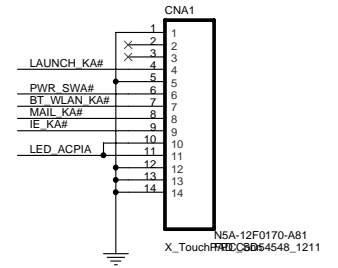 CNA1
1 1
2 2
3 3
LAUNCH_KA# 4 4
5 5
PWR_SWA# 6 6
BT_WLAN_KA# 7 7
MAIL_KA# 8 8
IE_KA# 9 9
10 10
LED_ACPIA 11 11
12 12
13 13
14 14
N5A-12F0170-A81
X_TouchPAD_Conn